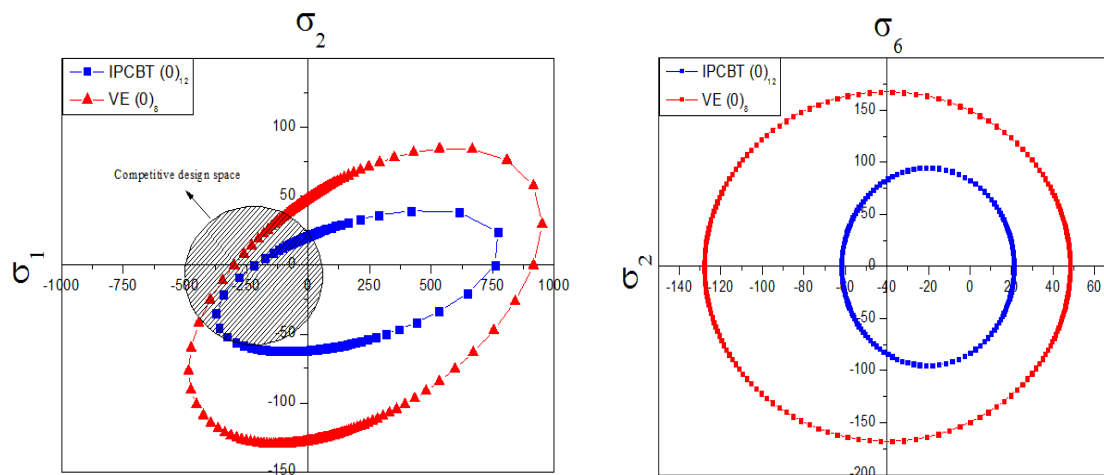 σ₂
IPCBT (0)₁₂
VE (0)₈
100
Competitive design space
50
σ₁
0
-1000 -750 -500 -250 0 250 500 750 1000
-50
-100
-150
σ₆
IPCBT (0)₁₂
VE (0)₈
150
100
50
σ₂
0
-140 -120 -100 -80 -60 -40 -20 0 20 40 60
-50
-100
-150
-200